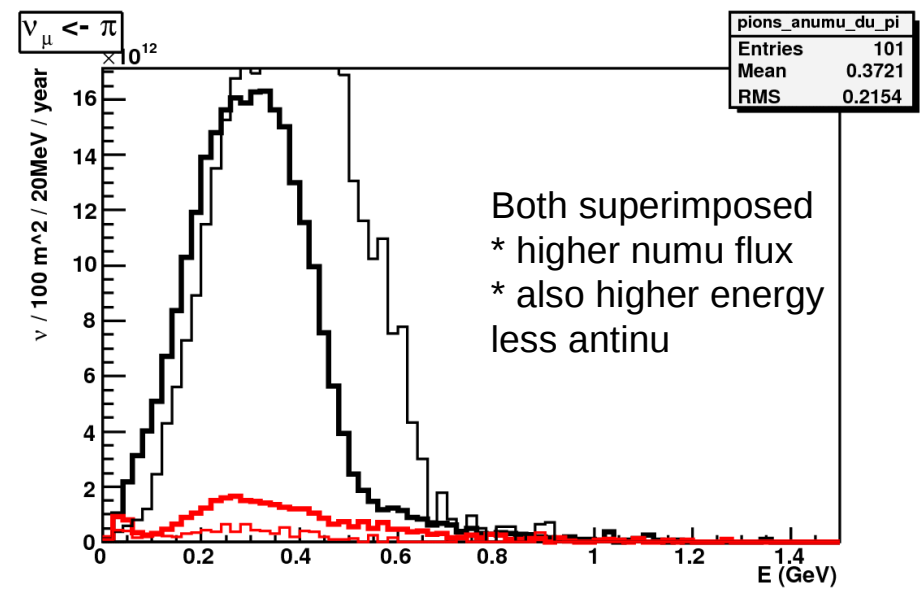 ν μ <- π
×10^12
pions_anumu_du_pi
Entries 101
Mean 0.3721
RMS 0.2154
ν / 100 m^2 / 20MeV / year
16
14
12
10
8
6
4
2
0
Both superimposed
* higher numu flux
* also higher energy
less antinu
0 0.2 0.4 0.6 0.8 1 1.2 1.4
E (GeV)